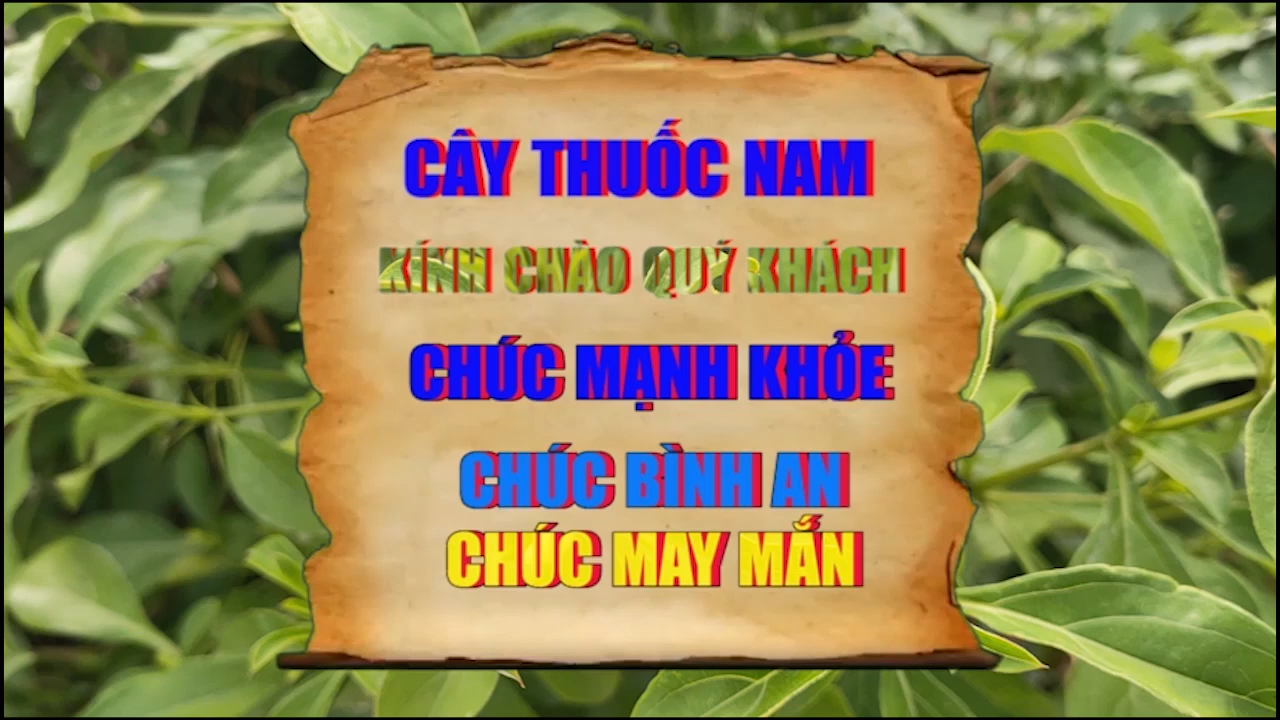 CÂY THUỐC NAM
KÍNH CHÀO QUÝ KHÁCH
CHÚC MẠNH KHỎE
CHÚC BÌNH AN
CHÚC MAY MẮN